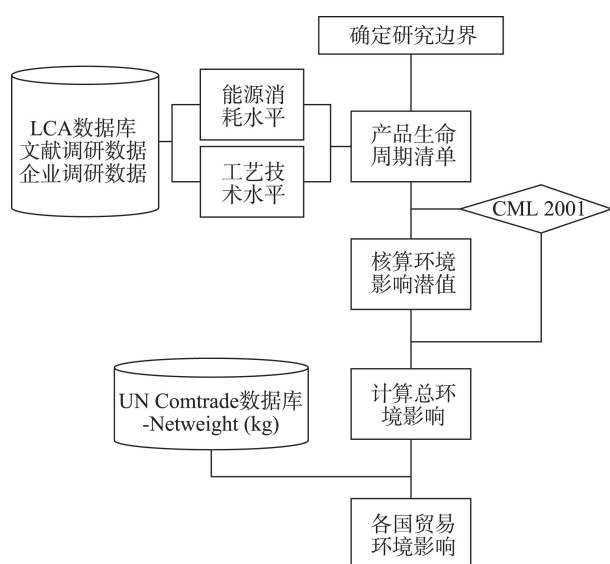 确定研究边界
LCA数据库
文献调研数据
企业调研数据
能源消
耗水平
工艺技
术水平
产品生命
周期清单
CML 2001
核算环境
影响潜值
UN Comtrade数据库
-Netweight (kg)
计算总环
境影响
各国贸易
环境影响